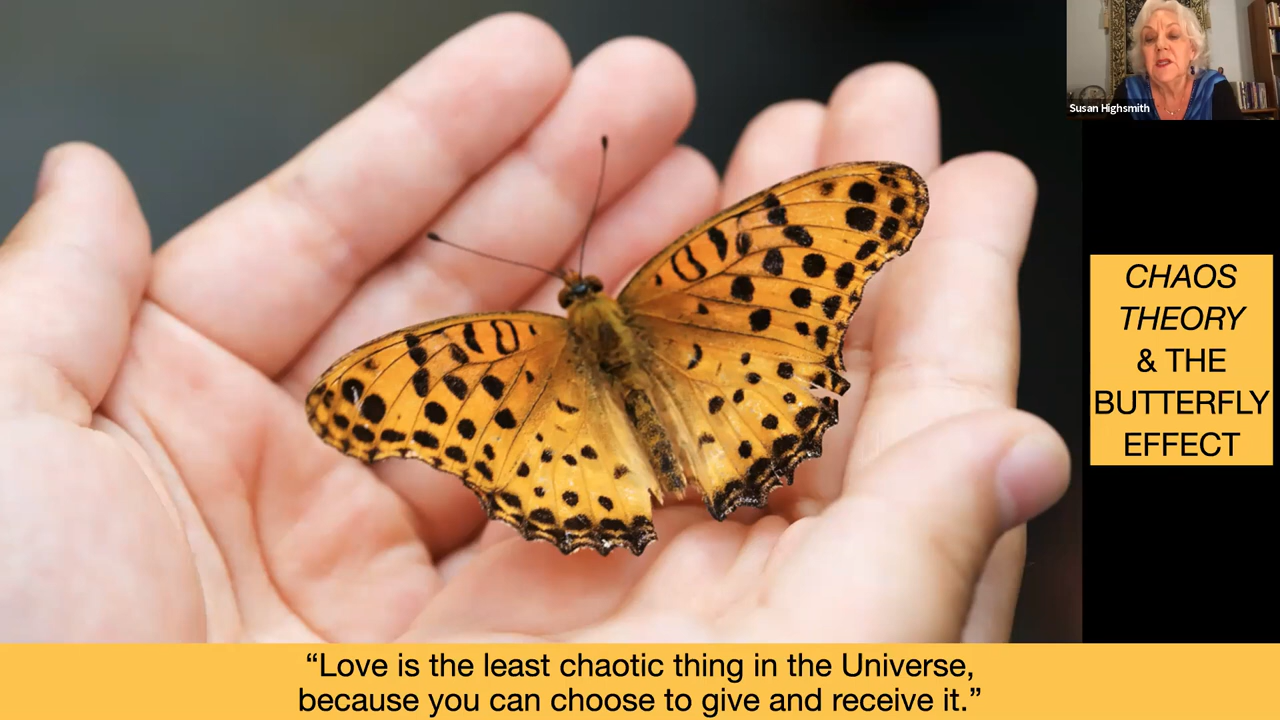 Susan Highsmith
CHAOS
THEORY
& THE
BUTTERFLY
EFFECT
“Love is the least chaotic thing in the Universe,
because you can choose to give and receive it.”